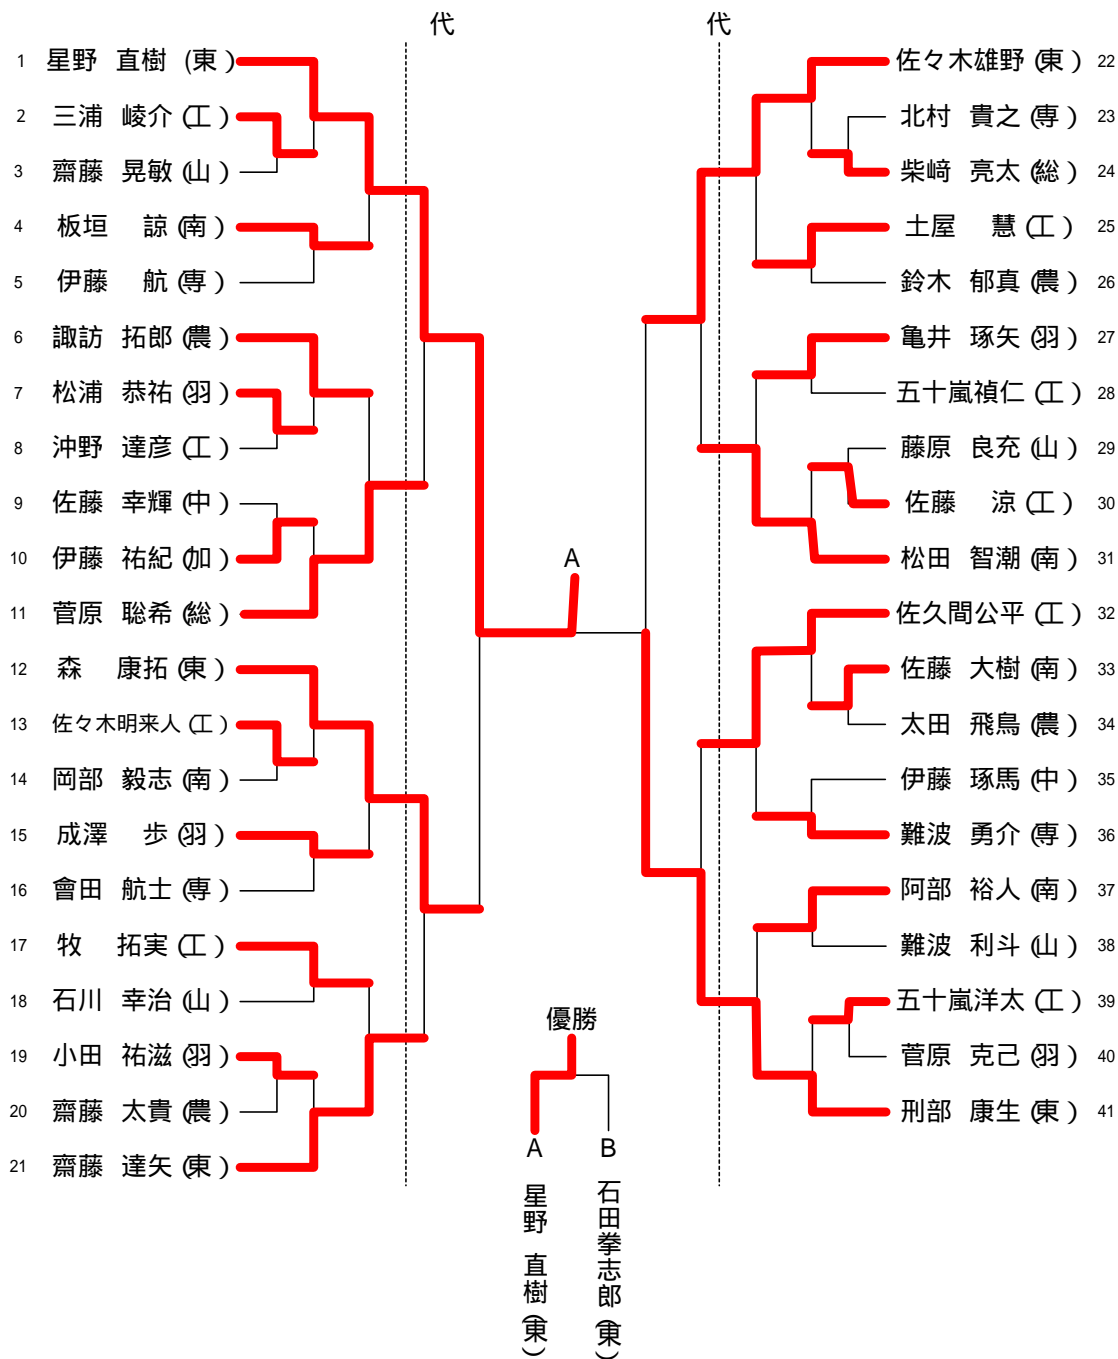 代
代
1 星野 直樹 (東)
2 三浦 崚介 (工)
3 齋藤 晃敏 (山)
4 板垣 諒 (南)
5 伊藤 航 (専)
6 諏訪 拓郎 (農)
7 松浦 恭祐 (羽)
8 沖野 達彦 (工)
9 佐藤 幸輝 (中)
10 伊藤 祐紀 (加)
11 菅原 聡希 (総)
12 森 康拓 (東)
13 佐々木明来人 (工)
14 岡部 毅志 (南)
15 成澤 歩 (羽)
16 會田 航士 (専)
17 牧 拓実 (工)
18 石川 幸治 (山)
19 小田 祐滋 (羽)
20 齋藤 太貴 (農)
21 齋藤 達矢 (東)
佐々木雄野 (東) 22
北村 貴之 (専) 23
柴﨑 亮太 (総) 24
土屋 慧 (工) 25
鈴木 郁真 (農) 26
亀井 琢矢 (羽) 27
五十嵐禎仁 (工) 28
藤原 良充 (山) 29
佐藤 涼 (工) 30
松田 智潮 (南) 31
佐久間公平 (工) 32
佐藤 大樹 (南) 33
太田 飛鳥 (農) 34
伊藤 琢馬 (中) 35
難波 勇介 (専) 36
阿部 裕人 (南) 37
難波 利斗 (山) 38
五十嵐洋太 (工) 39
菅原 克己 (羽) 40
刑部 康生 (東) 41
A
優勝
A
B
星野 直樹 (東)
石田拳志郎 (東)